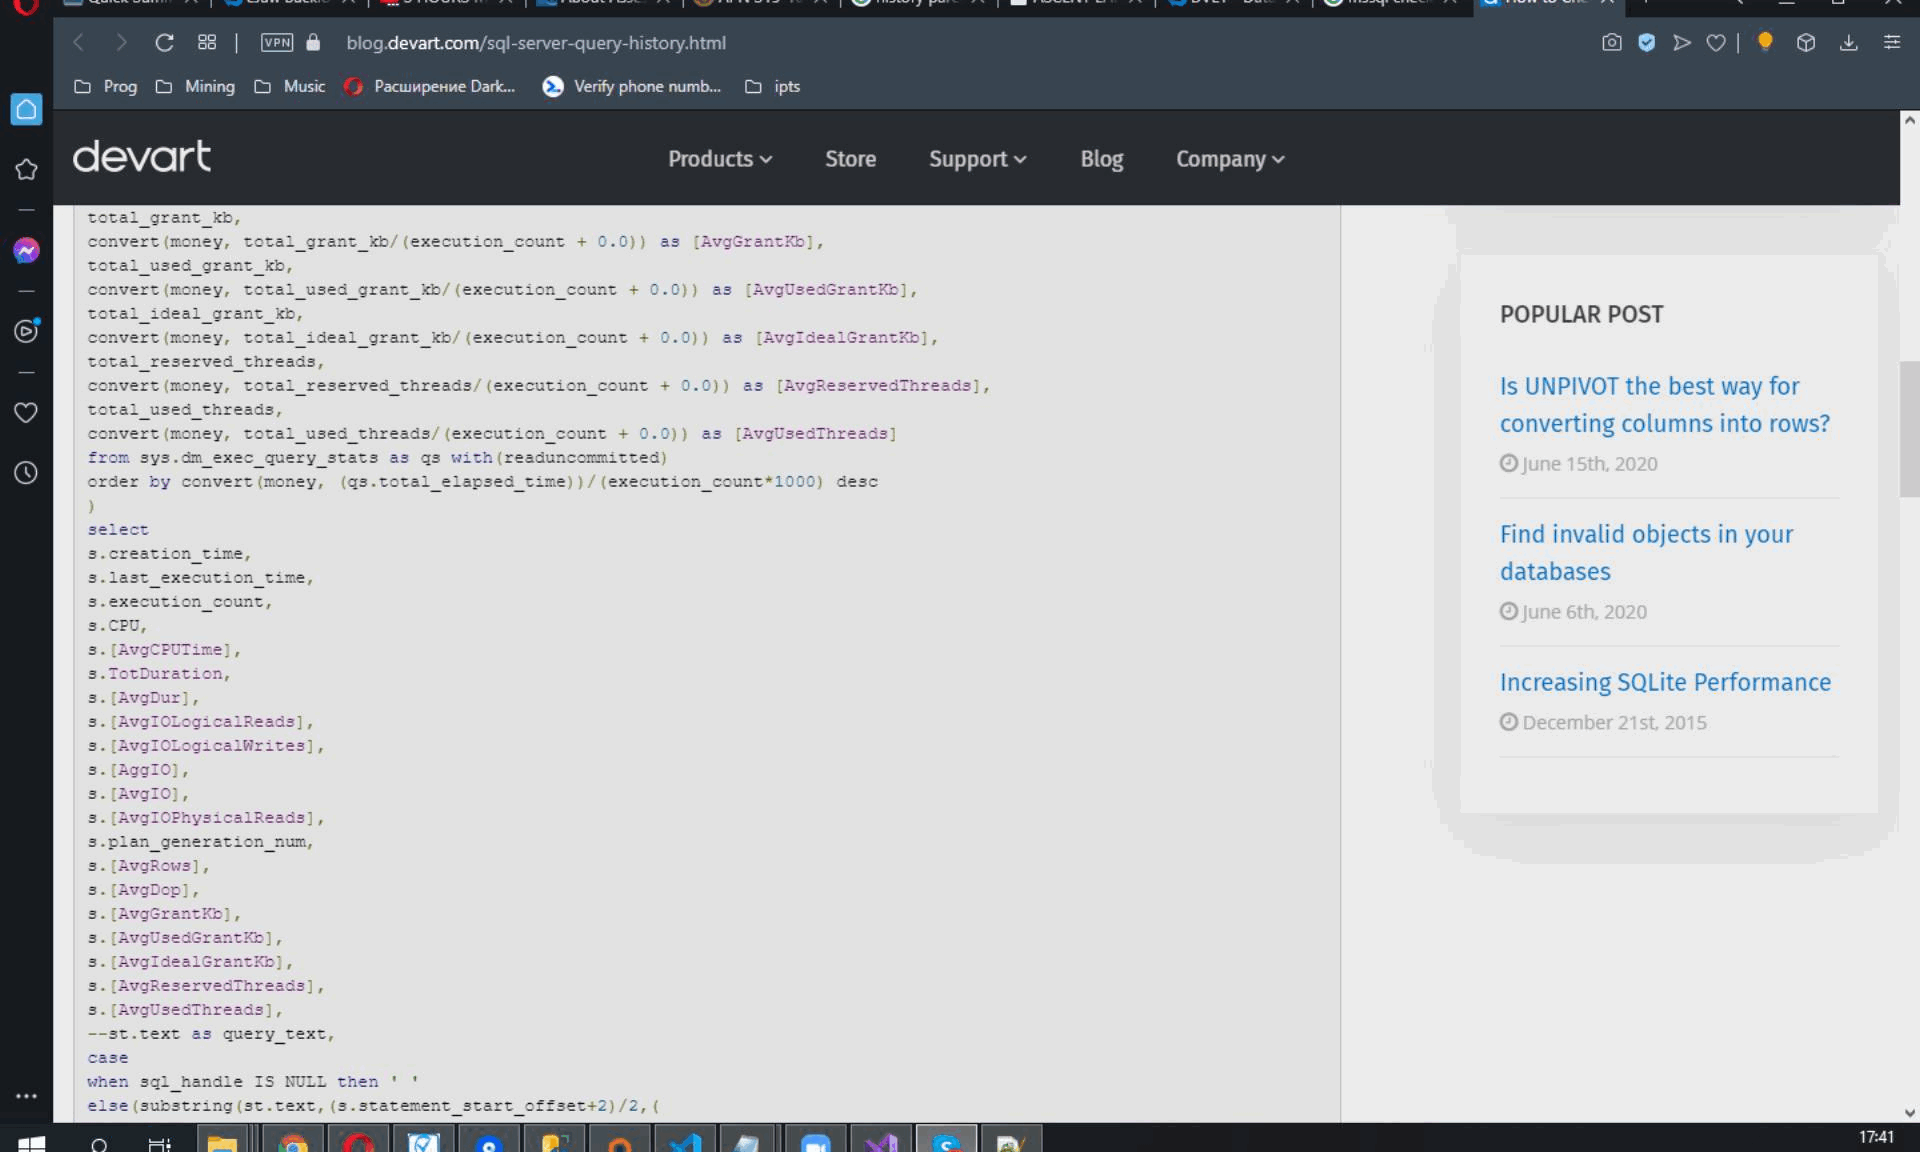 VPN
blog.devart.com/sql-server-query-history.html
Prog
Mining
Music
Расширение Dark...
Verify phone numb...
ipts
devart
Products
Store
Support
Blog
Company
total_grant_kb,
convert(money, total_grant_kb/(execution_count + 0.0)) as [AvgGrantKb],
total_used_grant_kb,
convert(money, total_used_grant_kb/(execution_count + 0.0)) as [AvgUsedGrantKb],
total_ideal_grant_kb,
convert(money, total_ideal_grant_kb/(execution_count + 0.0)) as [AvgIdealGrantKb],
total_reserved_threads,
convert(money, total_reserved_threads/(execution_count + 0.0)) as [AvgReservedThreads],
total_used_threads,
convert(money, total_used_threads/(execution_count + 0.0)) as [AvgUsedThreads]
from sys.dm_exec_query_stats as qs with(readuncommitted)
order by convert(money, (qs.total_elapsed_time))/(execution_count*1000) desc
)
select
s.creation_time,
s.last_execution_time,
s.execution_count,
s.CPU,
s.[AvgCPUTime],
s.TotDuration,
s.[AvgDur],
s.[AvgIOLogicalReads],
s.[AvgIOLogicalWrites],
s.[AggIO],
s.[AvgIO],
s.[AvgIOPhysicalReads],
s.plan_generation_num,
s.[AvgRows],
s.[AvgDop],
s.[AvgGrantKb],
s.[AvgUsedGrantKb],
s.[AvgIdealGrantKb],
s.[AvgReservedThreads],
s.[AvgUsedThreads],
--st.text as query_text,
case
when sql_handle IS NULL then ' '
else(substring(st.text,(s.statement_start_offset+2)/2,(
POPULAR POST
Is UNPIVOT the best way for
converting columns into rows?
June 15th, 2020
Find invalid objects in your
databases
June 6th, 2020
Increasing SQLite Performance
December 21st, 2015
17:41